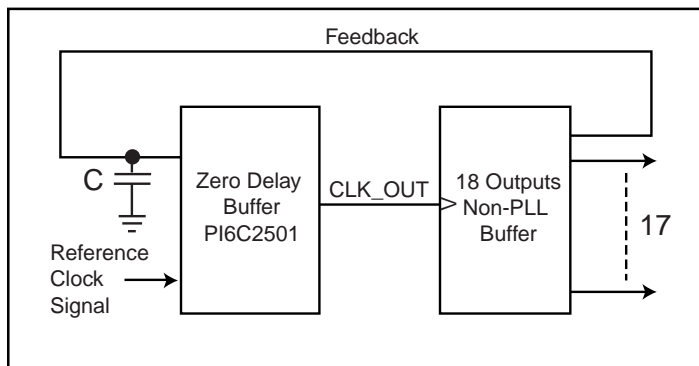 Feedback
C
Zero Delay
Buffer
PI6C2501
CLK_OUT
18 Outputs
Non-PLL
Buffer
17
Reference
Clock
Signal